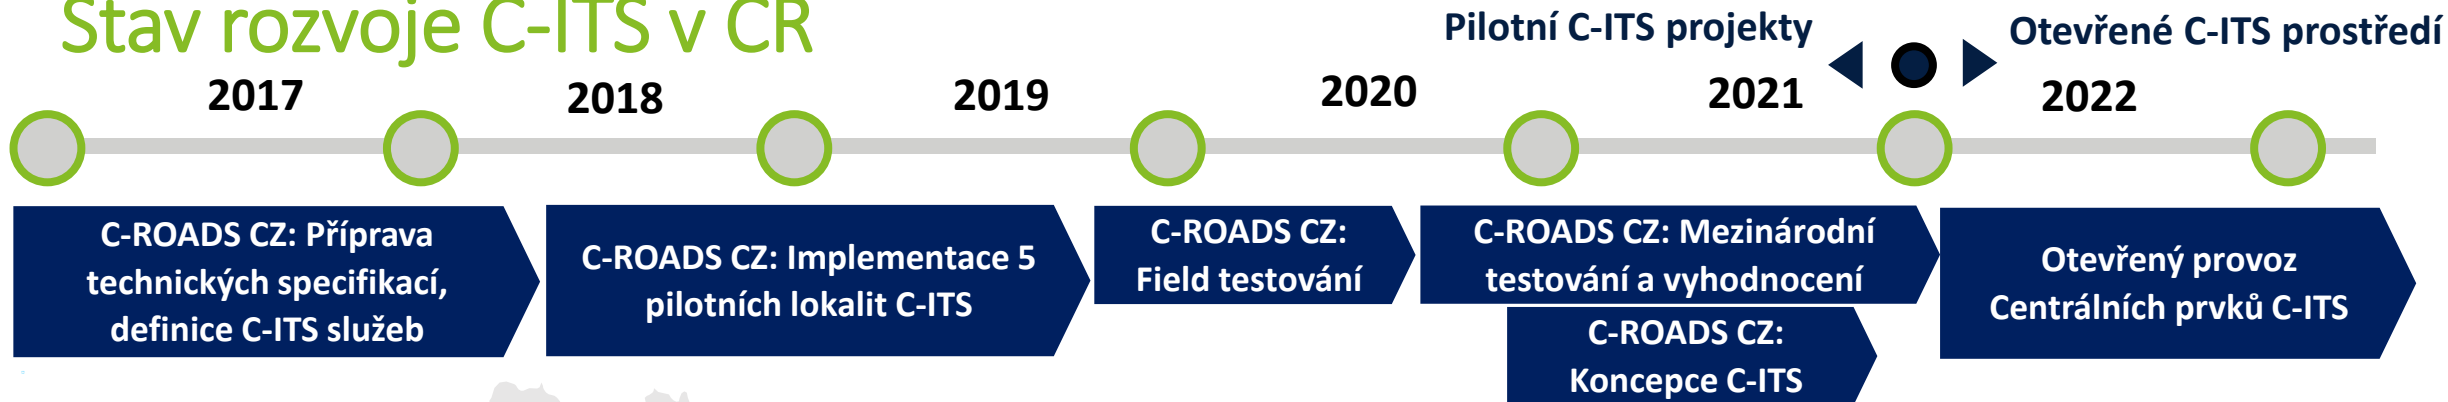 Stav rozvoje C-ITS v CR
Pilotní C-ITS projekty
Otevřené C-ITS prostředí
2017
2018
2019
2020
2021
2022
C-ROADS CZ: Příprava
technických specifikací,
definice C-ITS služeb
C-ROADS CZ: Implementace 5
pilotních lokalit C-ITS
C-ROADS CZ:
Field testování
C-ROADS CZ: Mezinárodní
testování a vyhodnocení
C-ROADS CZ:
Koncepce C-ITS
Otevřený provoz
Centrálních prvků C-ITS